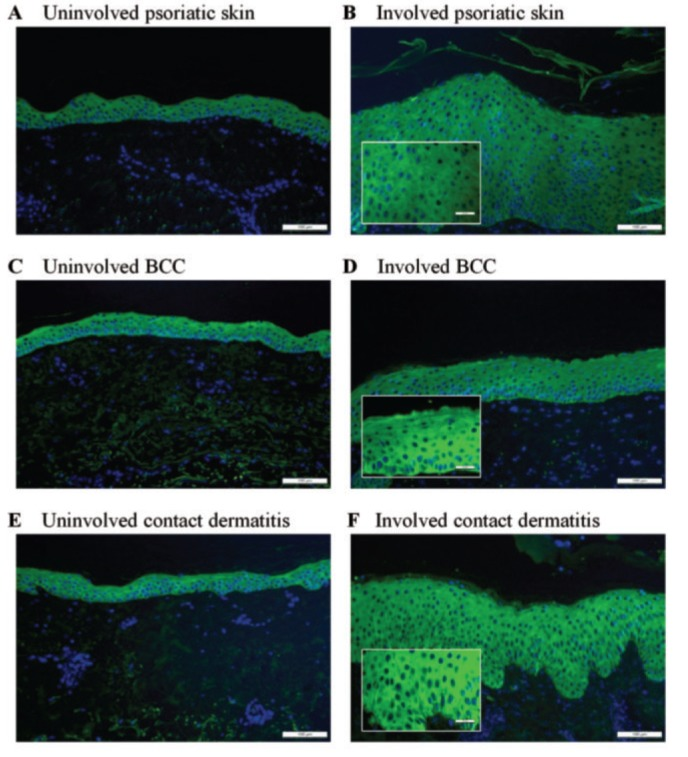 A Uninvolved psoriatic skin
B Involved psoriatic skin
C Uninvolved BCC
D Involved BCC
E Uninvolved contact dermatitis
F Involved contact dermatitis